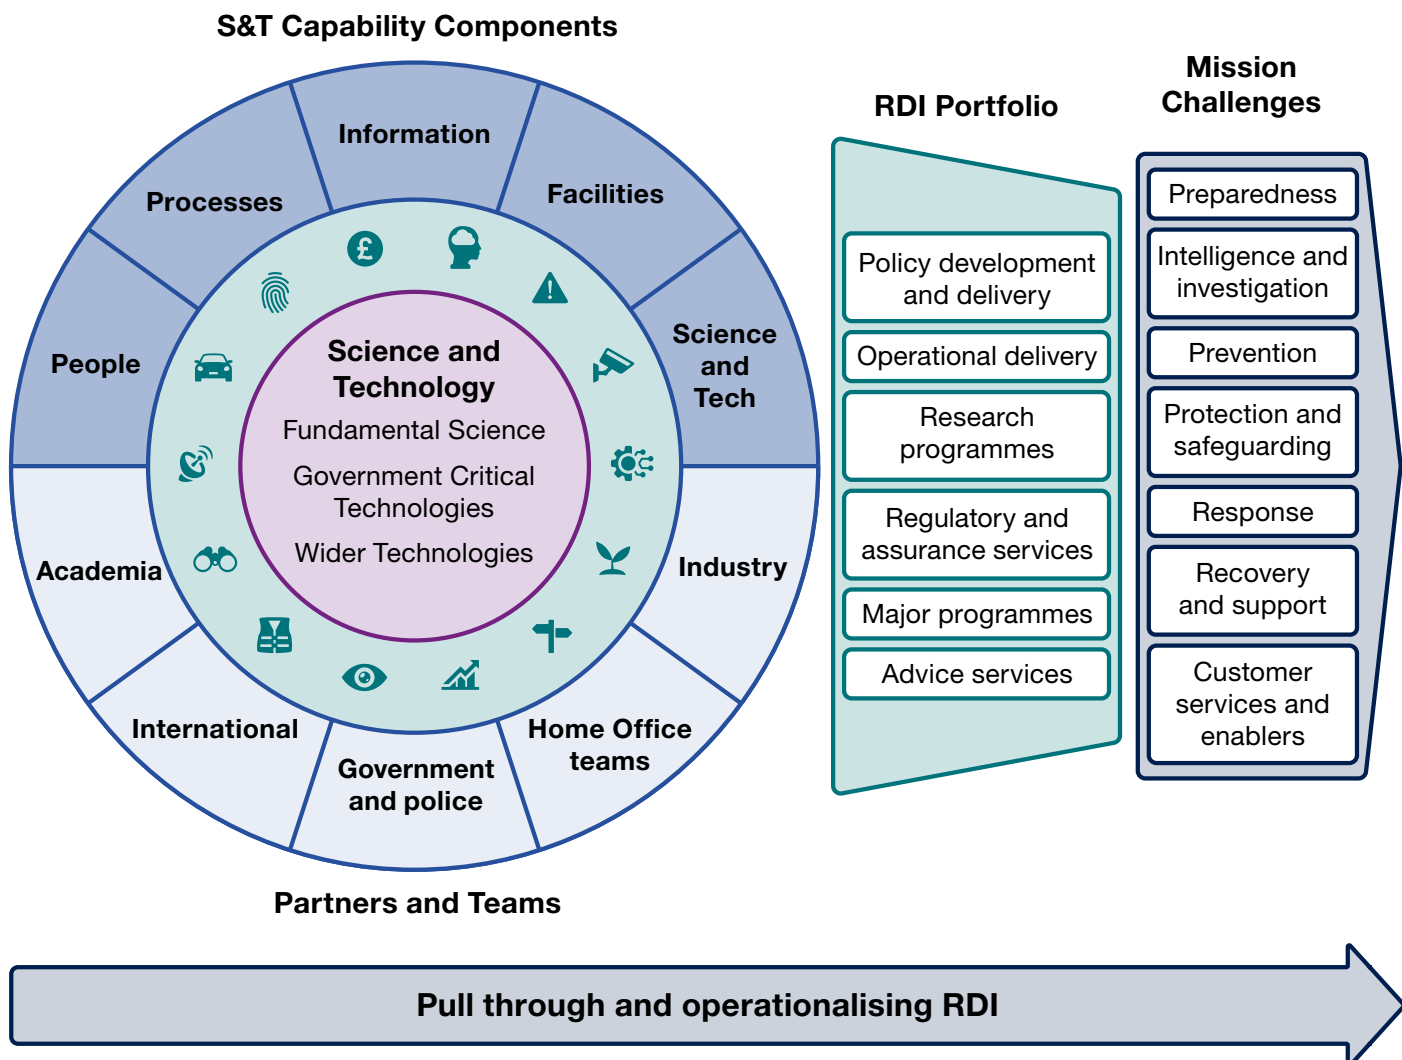 S&T Capability Components
Information
Processes
Facilities
People
Science
and
Tech
Science and
Technology
Fundamental Science
Government Critical
Technologies
Wider Technologies
£
Academia
Industry
International
Home Office
teams
Government
and police
Partners and Teams
RDI Portfolio
Policy development
and delivery
Operational delivery
Research
programmes
Regulatory and
assurance services
Major programmes
Advice services
Mission
Challenges
Preparedness
Intelligence and
investigation
Prevention
Protection and
safeguarding
Response
Recovery
and support
Customer
services and
enablers
Pull through and operationalising RDI